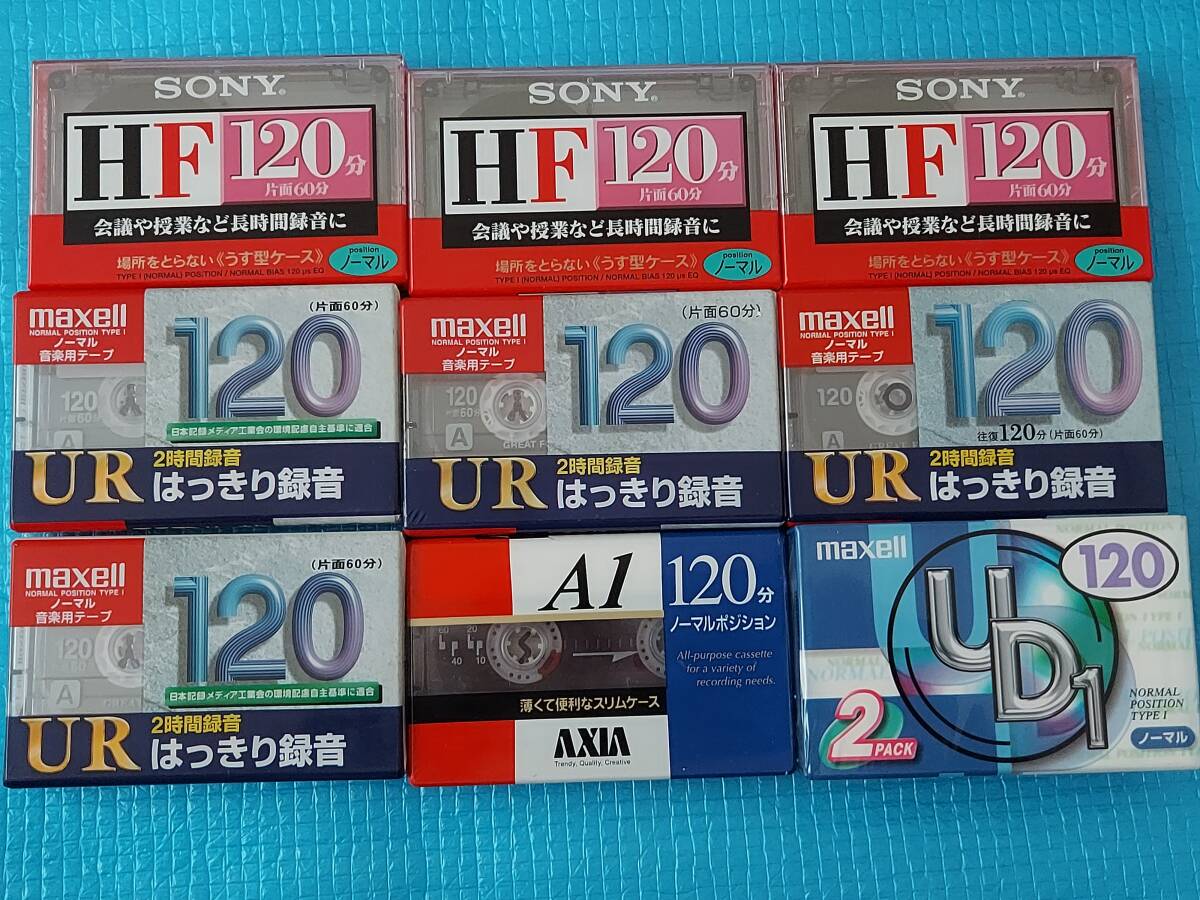 SONY
HF 120分
片面60分
会議や授業など長時間録音に
場所をとらない《うす型ケース》
position
ノーマル
TYPE I (NORMAL) POSITION / NORMAL BIAS 120 μs EQ
SONY
HF 120分
片面60分
会議や授業など長時間録音に
場所をとらない《うす型ケース》
position
ノーマル
TYPE I (NORMAL) POSITION / NORMAL BIAS 120 μs EQ
SONY
HF 120分
片面60分
会議や授業など長時間録音に
場所をとらない《うす型ケース》
position
ノーマル
TYPE I (NORMAL) POSITION / NORMAL BIAS 120 μs EQ
maxell
NORMAL POSITION TYPE I
ノーマル
音楽用テープ
(片面60分)
120
120
片面60分
A
日本記録メディア工業会の環境配慮自主基準に適合
UR
2時間録音
はっきり録音
maxell
NORMAL POSITION TYPE I
ノーマル
音楽用テープ
(片面60分)
120
120
片面60分
A
GREAT F
UR
2時間録音
はっきり録音
maxell
NORMAL POSITION TYPE I
ノーマル
音楽用テープ
120
120
A
往復120分(片面60分)
UR
2時間録音
はっきり録音
maxell
NORMAL POSITION TYPE I
ノーマル
音楽用テープ
(片面60分)
120
120
A
日本記録メディア工業会の環境配慮自主基準に適合
UR
2時間録音
はっきり録音
A1
120分
ノーマルポジション
60 20
40 10
All-purpose cassette
for a variety of
recording needs.
薄くて便利なスリムケース
AXIA
Trendy, Quality, Creative
maxell
120
UD1
2 PACK
NORMAL
POSITION
TYPE I
ノーマル